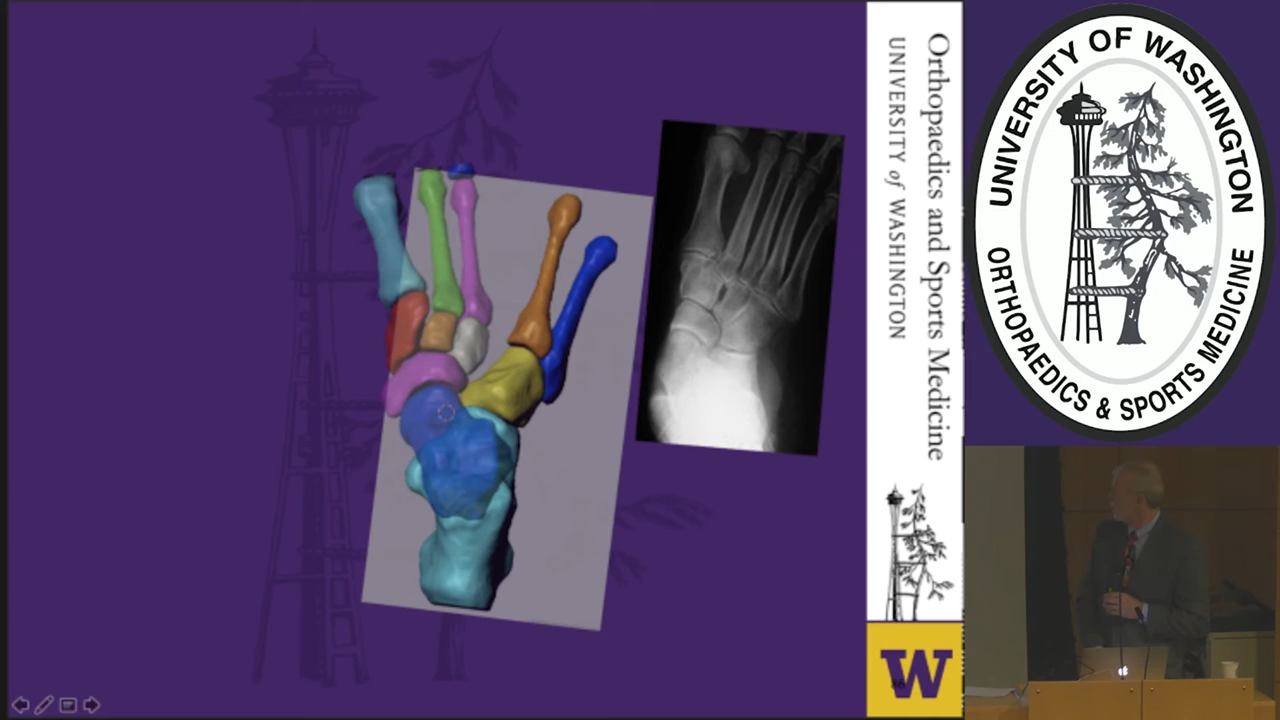 Orthopaedics and Sports Medicine
UNIVERSITY of WASHINGTON
W
UNIVERSITY OF WASHINGTON
ORTHOPAEDICS & SPORTS MEDICINE